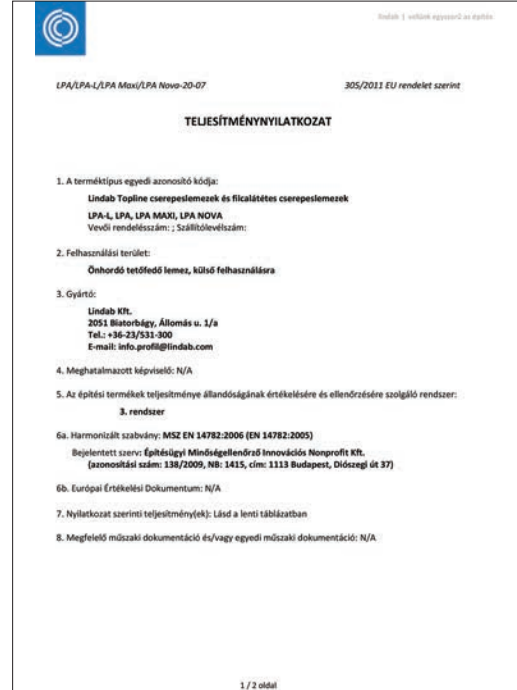 lindab | velünk egyszerű az építés
LPA/LPA-L/LPA Maxi/LPA Nova-20-07
305/2011 EU rendelet szerint
TELJESÍTMÉNYNYILATKOZAT
1. A terméktípus egyedi azonosító kódja:
Lindab Topline cserepeslemezek és filcalátétes cserepeslemezek
LPA-L, LPA, LPA MAXI, LPA NOVA
Vevői rendelésszám: ; Szállítólevélszám:
2. Felhasználási terület:
Önhordó tetőfedő lemez, külső felhasználásra
3. Gyártó:
Lindab Kft.
2051 Biatorbágy, Állomás u. 1/a
Tel.: +36-23/531-300
E-mail: info.profil@lindab.com
4. Meghatalmazott képviselő: N/A
5. Az építési termékek teljesítménye állandóságának értékelésére és ellenőrzésére szolgáló rendszer:
3. rendszer
6a. Harmonizált szabvány: MSZ EN 14782:2006 (EN 14782:2005)
Bejelentett szerv: Építésügyi Minőségellenőrző Innovációs Nonprofit Kft.
(azonosítási szám: 138/2009, NB: 1415, cím: 1113 Budapest, Diószegi út 37)
6b. Európai Értékelési Dokumentum: N/A
7. Nyilatkozat szerinti teljesítmény(ek): Lásd a lenti táblázatban
8. Megfelelő műszaki dokumentáció és/vagy egyedi műszaki dokumentáció: N/A
1 / 2 oldal